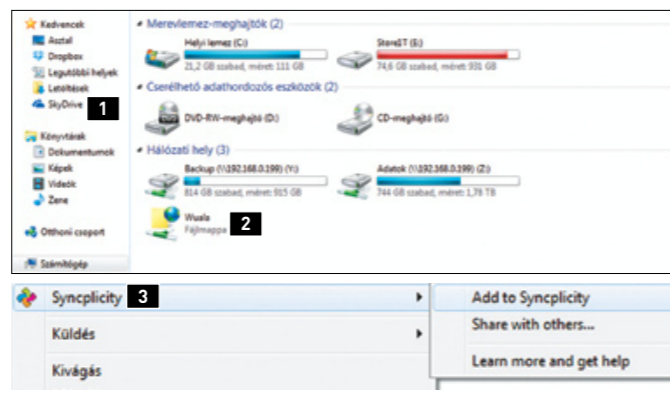 Kedvencek
Asztal
Dropbox
Legutóbbi helyek
Letöltések
SkyDrive 1
Könyvtárak
Dokumentumok
Képek
Videók
Zene
Otthoni csoport
Számítógép
Merevlemez-meghajtók (2)
Helyi lemez (C:)
21,2 GB szabad, méret: 111 GB
Store1T (E:)
74,6 GB szabad, méret: 931 GB
Cserélhető adathordozós eszközök (2)
DVD-RW-meghajtó (D:)
CD-meghajtó (G:)
Hálózati hely (3)
Backup (\\192.168.0.199) (Y:)
814 GB szabad, méret: 915 GB
Adatok (\\192.168.0.199) (Z:)
744 GB szabad, méret: 1,78 TB
Wuala
Fájlmappa 2
Syncplicity 3
Küldés
Kivágás
Add to Syncplicity
Share with others...
Learn more and get help